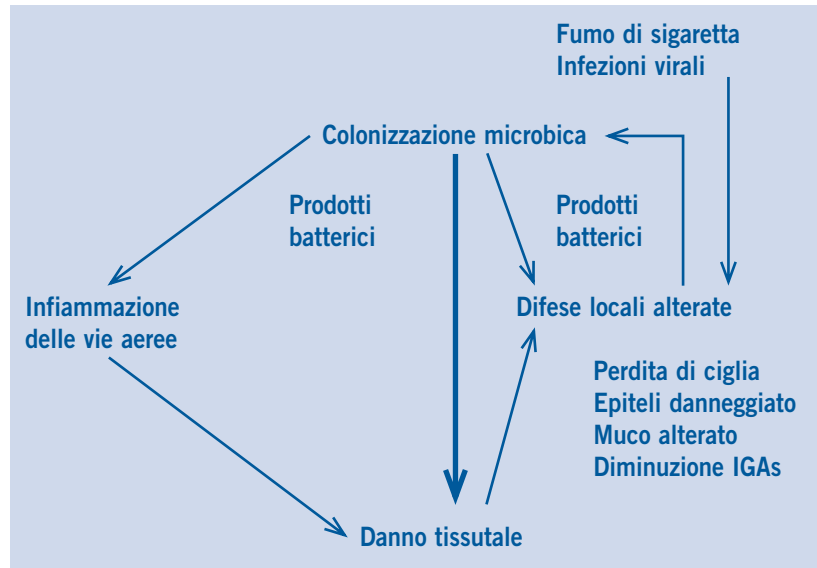 Fumo di sigaretta
Infezioni virali
Colonizzazione microbica
Prodotti
batterici
Prodotti
batterici
Infiammazione
delle vie aeree
Difese locali alterate
Perdita di ciglia
Epiteli danneggiato
Muco alterato
Diminuzione IGAs
Danno tissutale